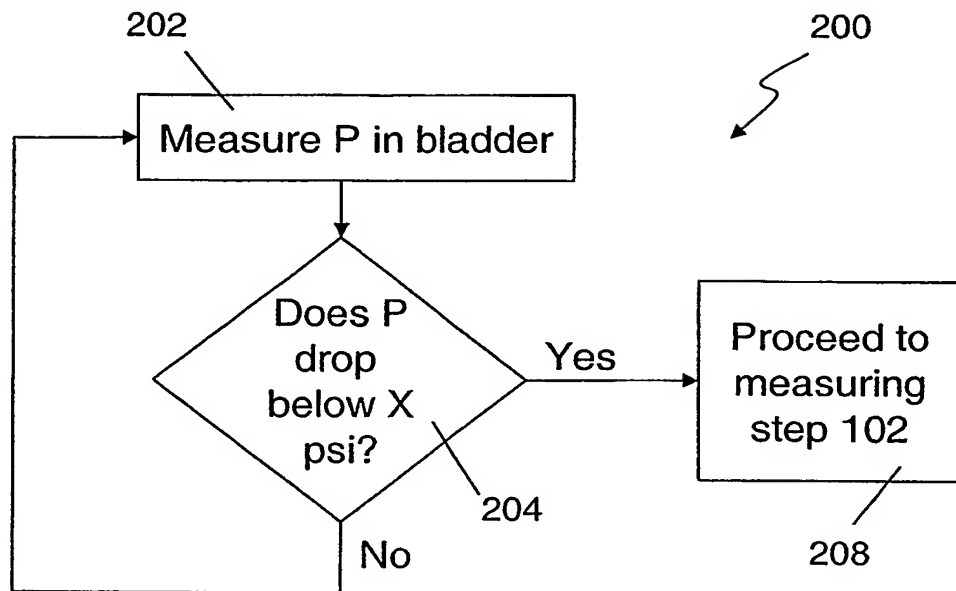 202
200
Measure P in bladder
Does P
drop
below X
psi?
Yes
Proceed to
measuring
step 102
204
No
208